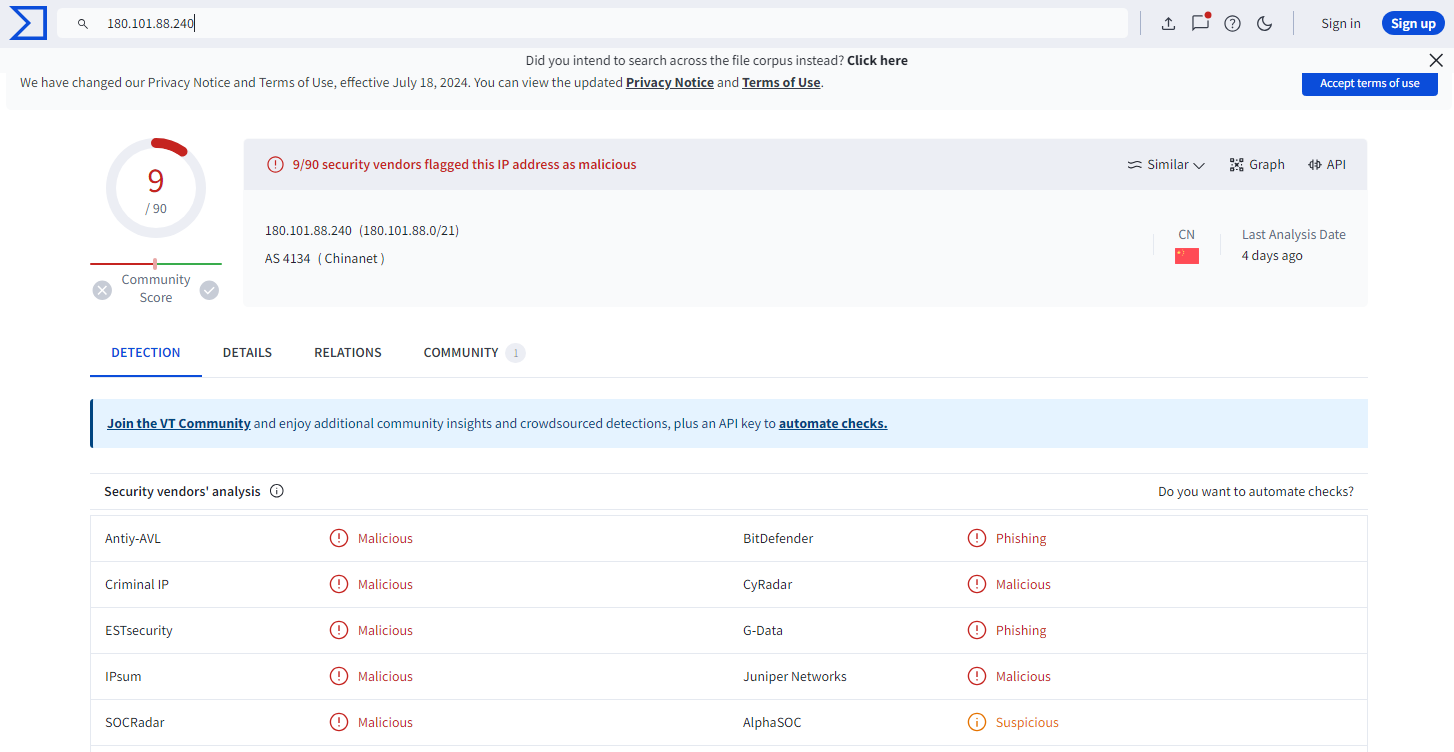 180.101.88.240
Sign in
Sign up
Did you intend to search across the file corpus instead? Click here
We have changed our Privacy Notice and Terms of Use, effective July 18, 2024. You can view the updated Privacy Notice and Terms of Use.
Accept terms of use
9
/ 90
Community
Score
9/90 security vendors flagged this IP address as malicious
Similar
Graph
API
180.101.88.240 (180.101.88.0/21)
AS 4134 ( Chinanet )
CN
Last Analysis Date
4 days ago
DETECTION
DETAILS
RELATIONS
COMMUNITY 1
Join the VT Community and enjoy additional community insights and crowdsourced detections, plus an API key to automate checks.
Security vendors' analysis
Do you want to automate checks?
Antiy-AVL Malicious BitDefender Phishing
Criminal IP Malicious CyRadar Malicious
ESTsecurity Malicious G-Data Phishing
IPsum Malicious Juniper Networks Malicious
SOCRadar Malicious AlphaSOC Suspicious